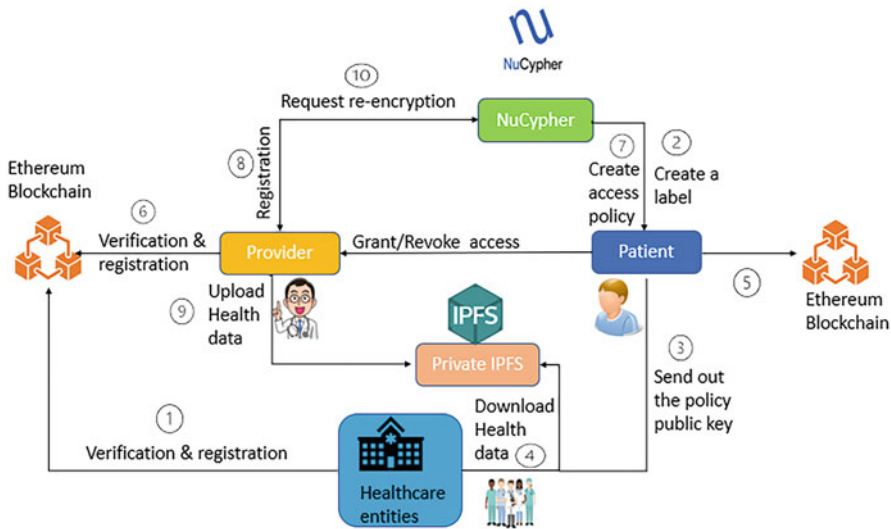 nu
NuCypher
10
Request re-encryption
NuCypher
8
Registration
7
Create
access
policy
2
Create a
label
Ethereum
Blockchain
6
Verification &
registration
Provider
Grant/Revoke access
Patient
5
Ethereum
Blockchain
9
Upload
Health
data
IPFS
Private IPFS
3
Send out
the policy
public key
1
Verification & registration
Download
Health
data
4
Healthcare
entities